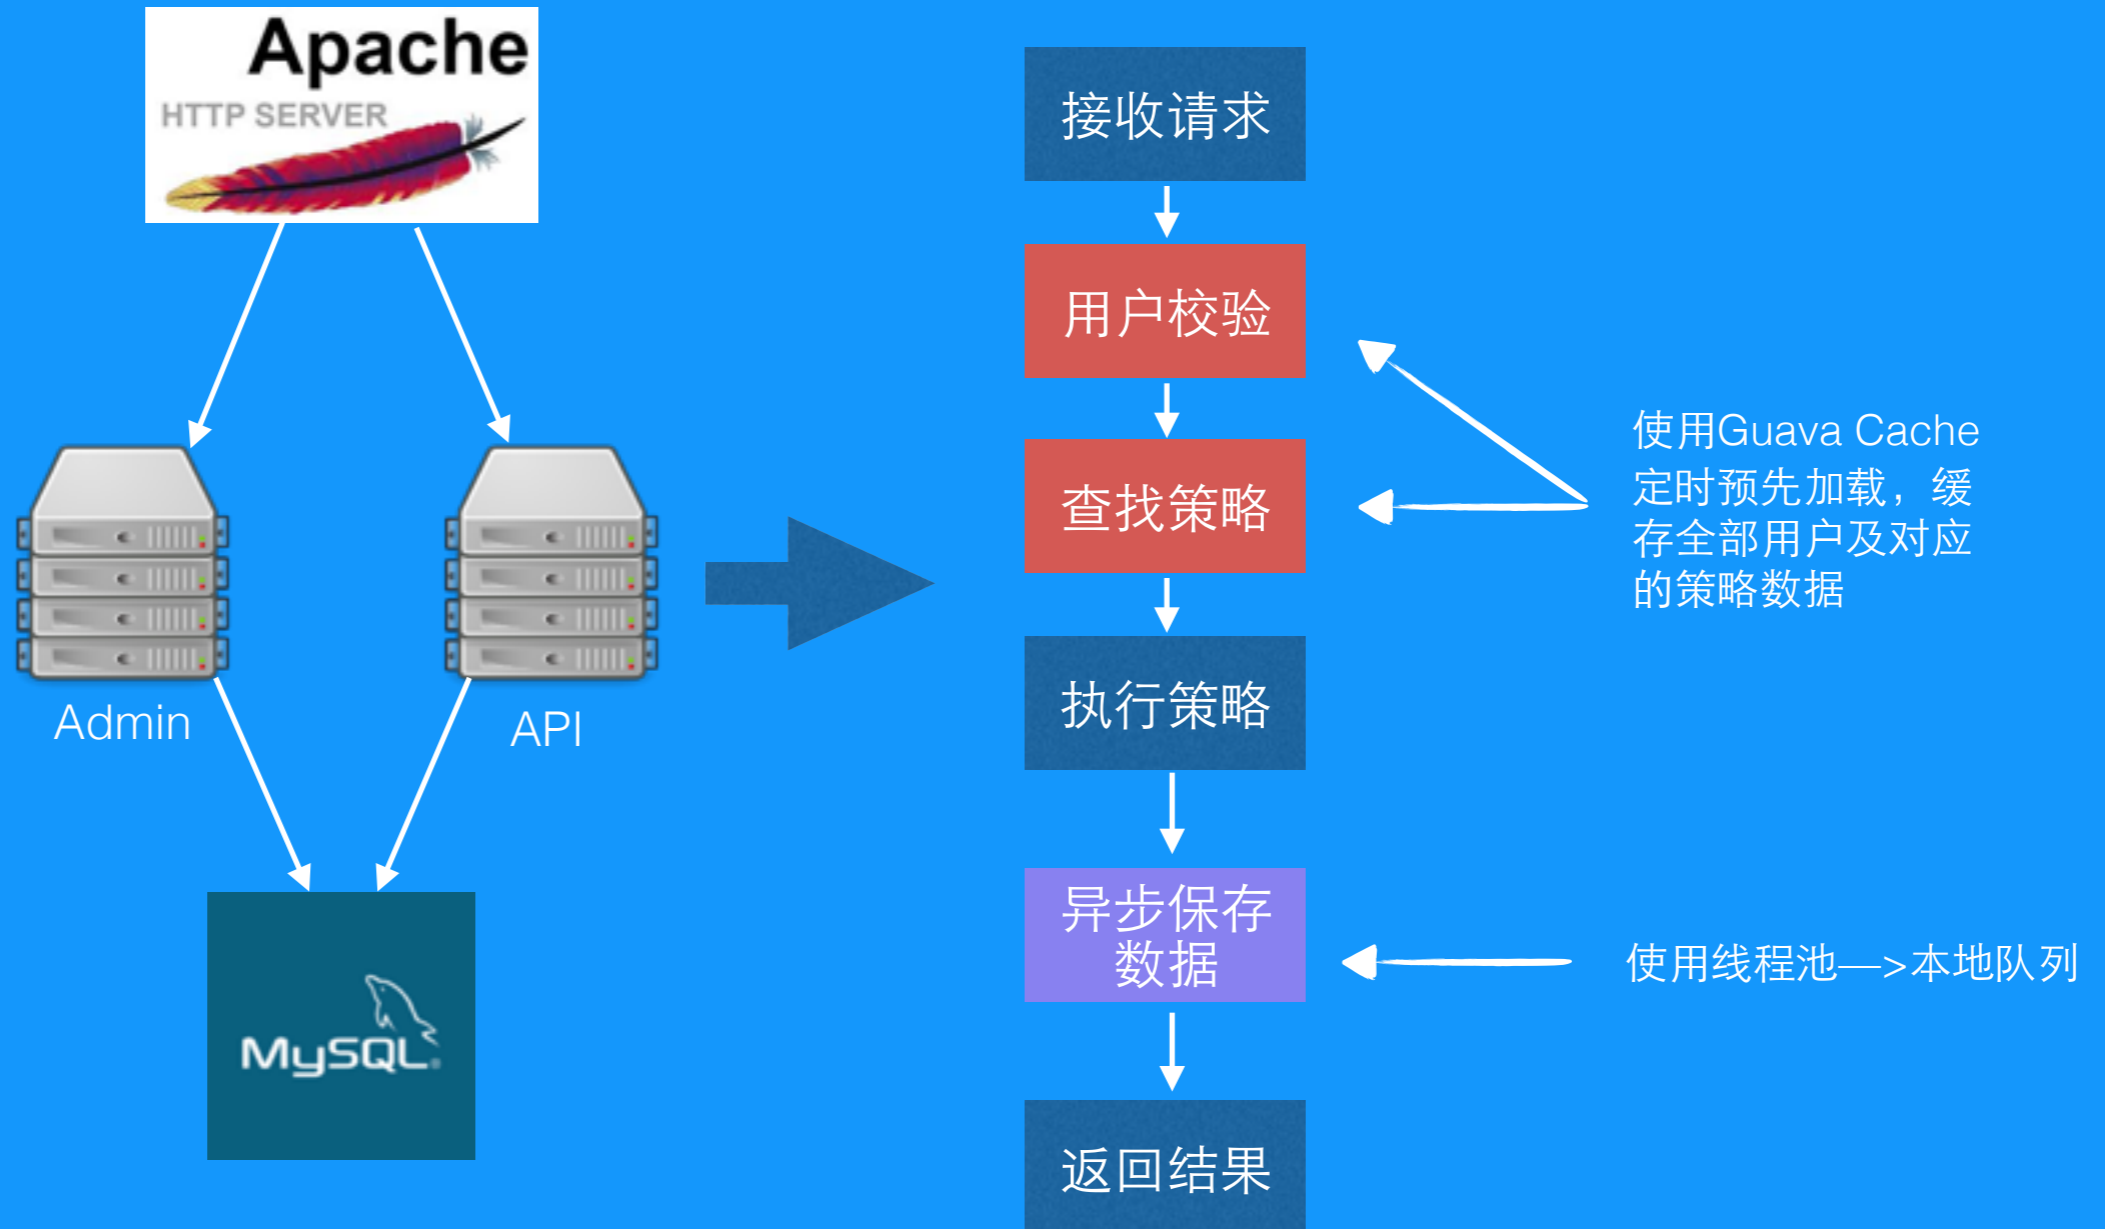 Apache
HTTP SERVER
Admin
API
MySQL®
接收请求
用户校验
查找策略
执行策略
异步保存
数据
返回结果
使用Guava Cache
定时预先加载，缓
存全部用户及对应
的策略数据
使用线程池—>本地队列